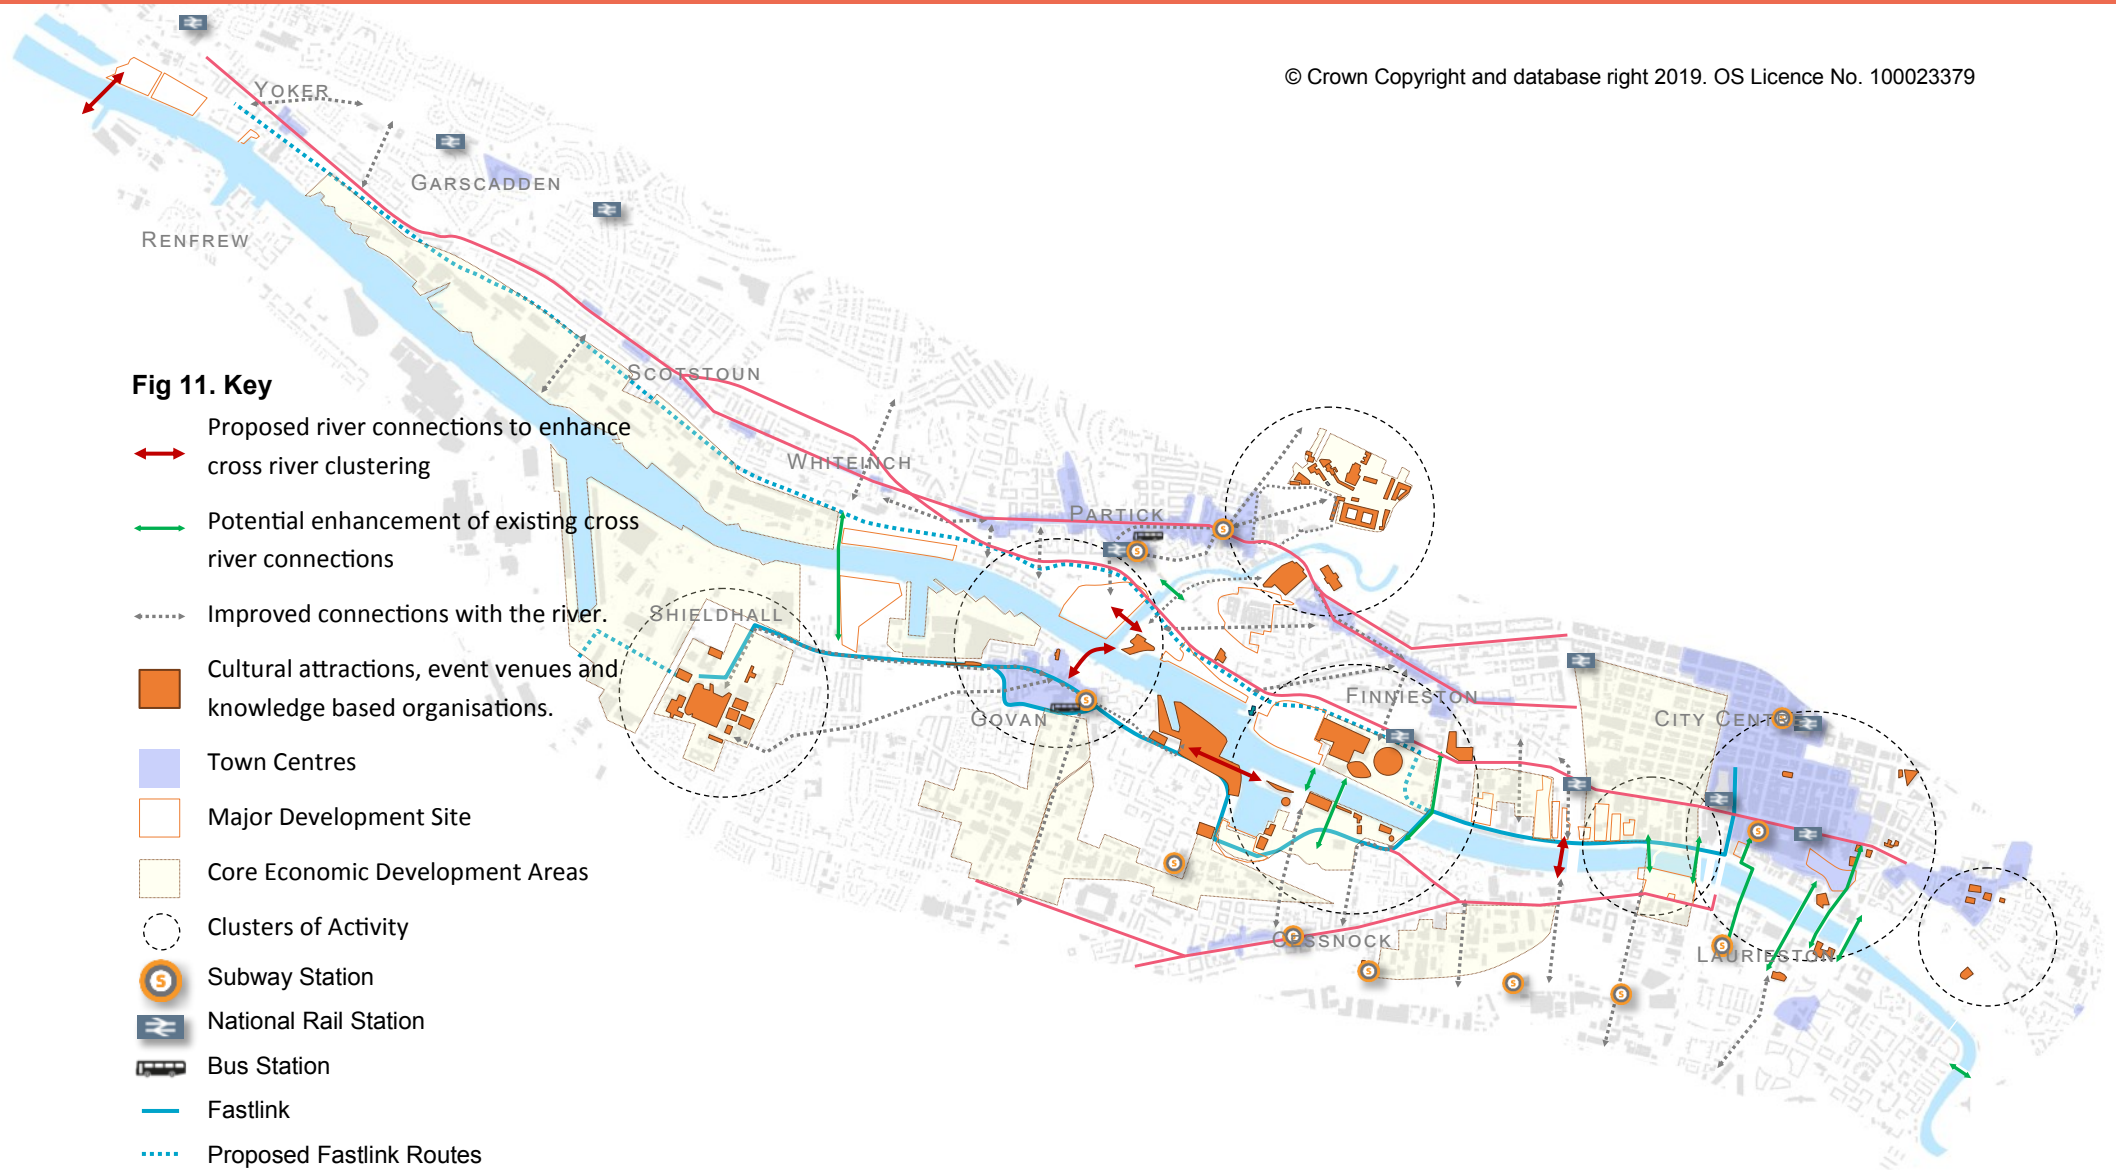 © Crown Copyright and database right 2019. OS Licence No. 100023379
YOKER
GARSCADDEN
RENFREW
SCOTSTOUN
WHITEINCH
PARTICK
SHIELDHALL
GOVAN
FINNIESTON
CITY CENTRE
CESSNOCK
LAURIESTON
Fig 11. Key
Proposed river connections to enhance
cross river clustering
Potential enhancement of existing cross
river connections
Improved connections with the river.
Cultural attractions, event venues and
knowledge based organisations.
Town Centres
Major Development Site
Core Economic Development Areas
Clusters of Activity
S Subway Station
National Rail Station
Bus Station
Fastlink
Proposed Fastlink Routes